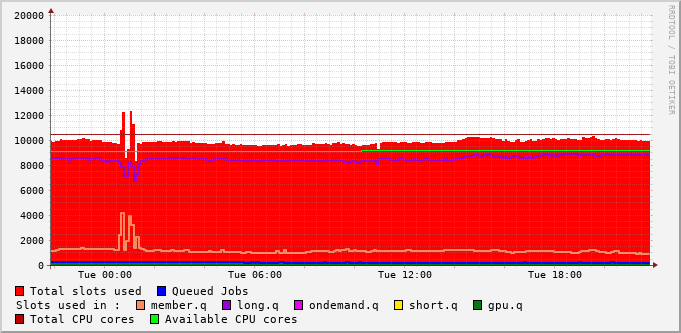 20000
18000
16000
14000
12000
10000
8000
6000
4000
2000
0
Tue 00:00 Tue 06:00 Tue 12:00 Tue 18:00
RRDTOOL / TOBI OETIKER
Total slots used Queued Jobs
Slots used in : member.q long.q ondemand.q short.q gpu.q
Total CPU cores Available CPU cores